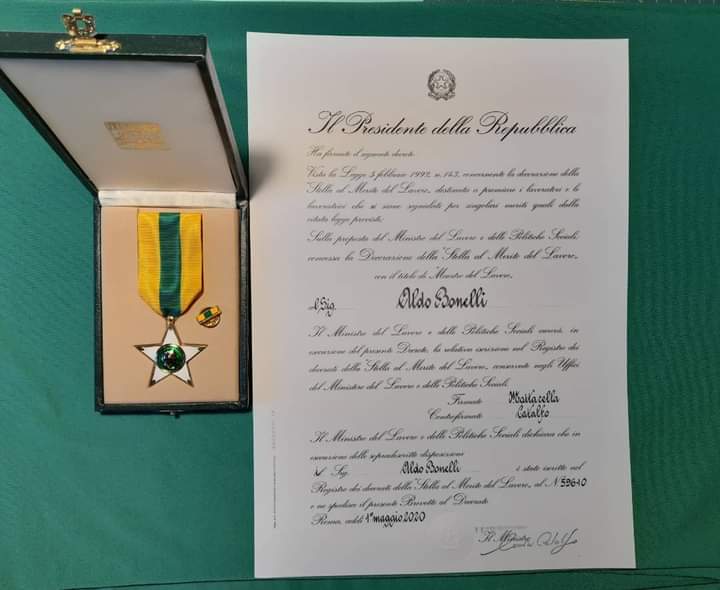 Il Presidente della Repubblica
Ha firmato il seguente decreto
Vista la Legge 5 febbraio 1992, n. 143, concernente la decorazione della
Stella al Merito del Lavoro, destinata a premiare i lavoratori e le
lavoratrici che si siano segnalati per singolari meriti quali dalla
citata legge previsti;
Sulla proposta del Ministro del Lavoro e delle Politiche Sociali,
concessa la Decorazione della Stella al Merito del Lavoro,
con il titolo di Maestro del Lavoro,
al Sig. Aldo Bonelli
Il Ministro del Lavoro e delle Politiche Sociali curerà, in
esecuzione del presente Decreto, la relativa iscrizione nel Registro dei
decorati della Stella al Merito del Lavoro, conservato negli Uffici
del Ministero del Lavoro e delle Politiche Sociali.
Firmato Mattarella
Controfirmato Catalfo
Il Ministro del Lavoro e delle Politiche Sociali dichiara che in
esecuzione delle sopradescritte disposizioni
Sig. Aldo Bonelli è stato iscritto nel
Registro dei decorati della Stella al Merito del Lavoro, al N° 59610
e ne spedisce il presente Brevetto al Decorato
Roma, addì 1° maggio 2020
Il Ministro